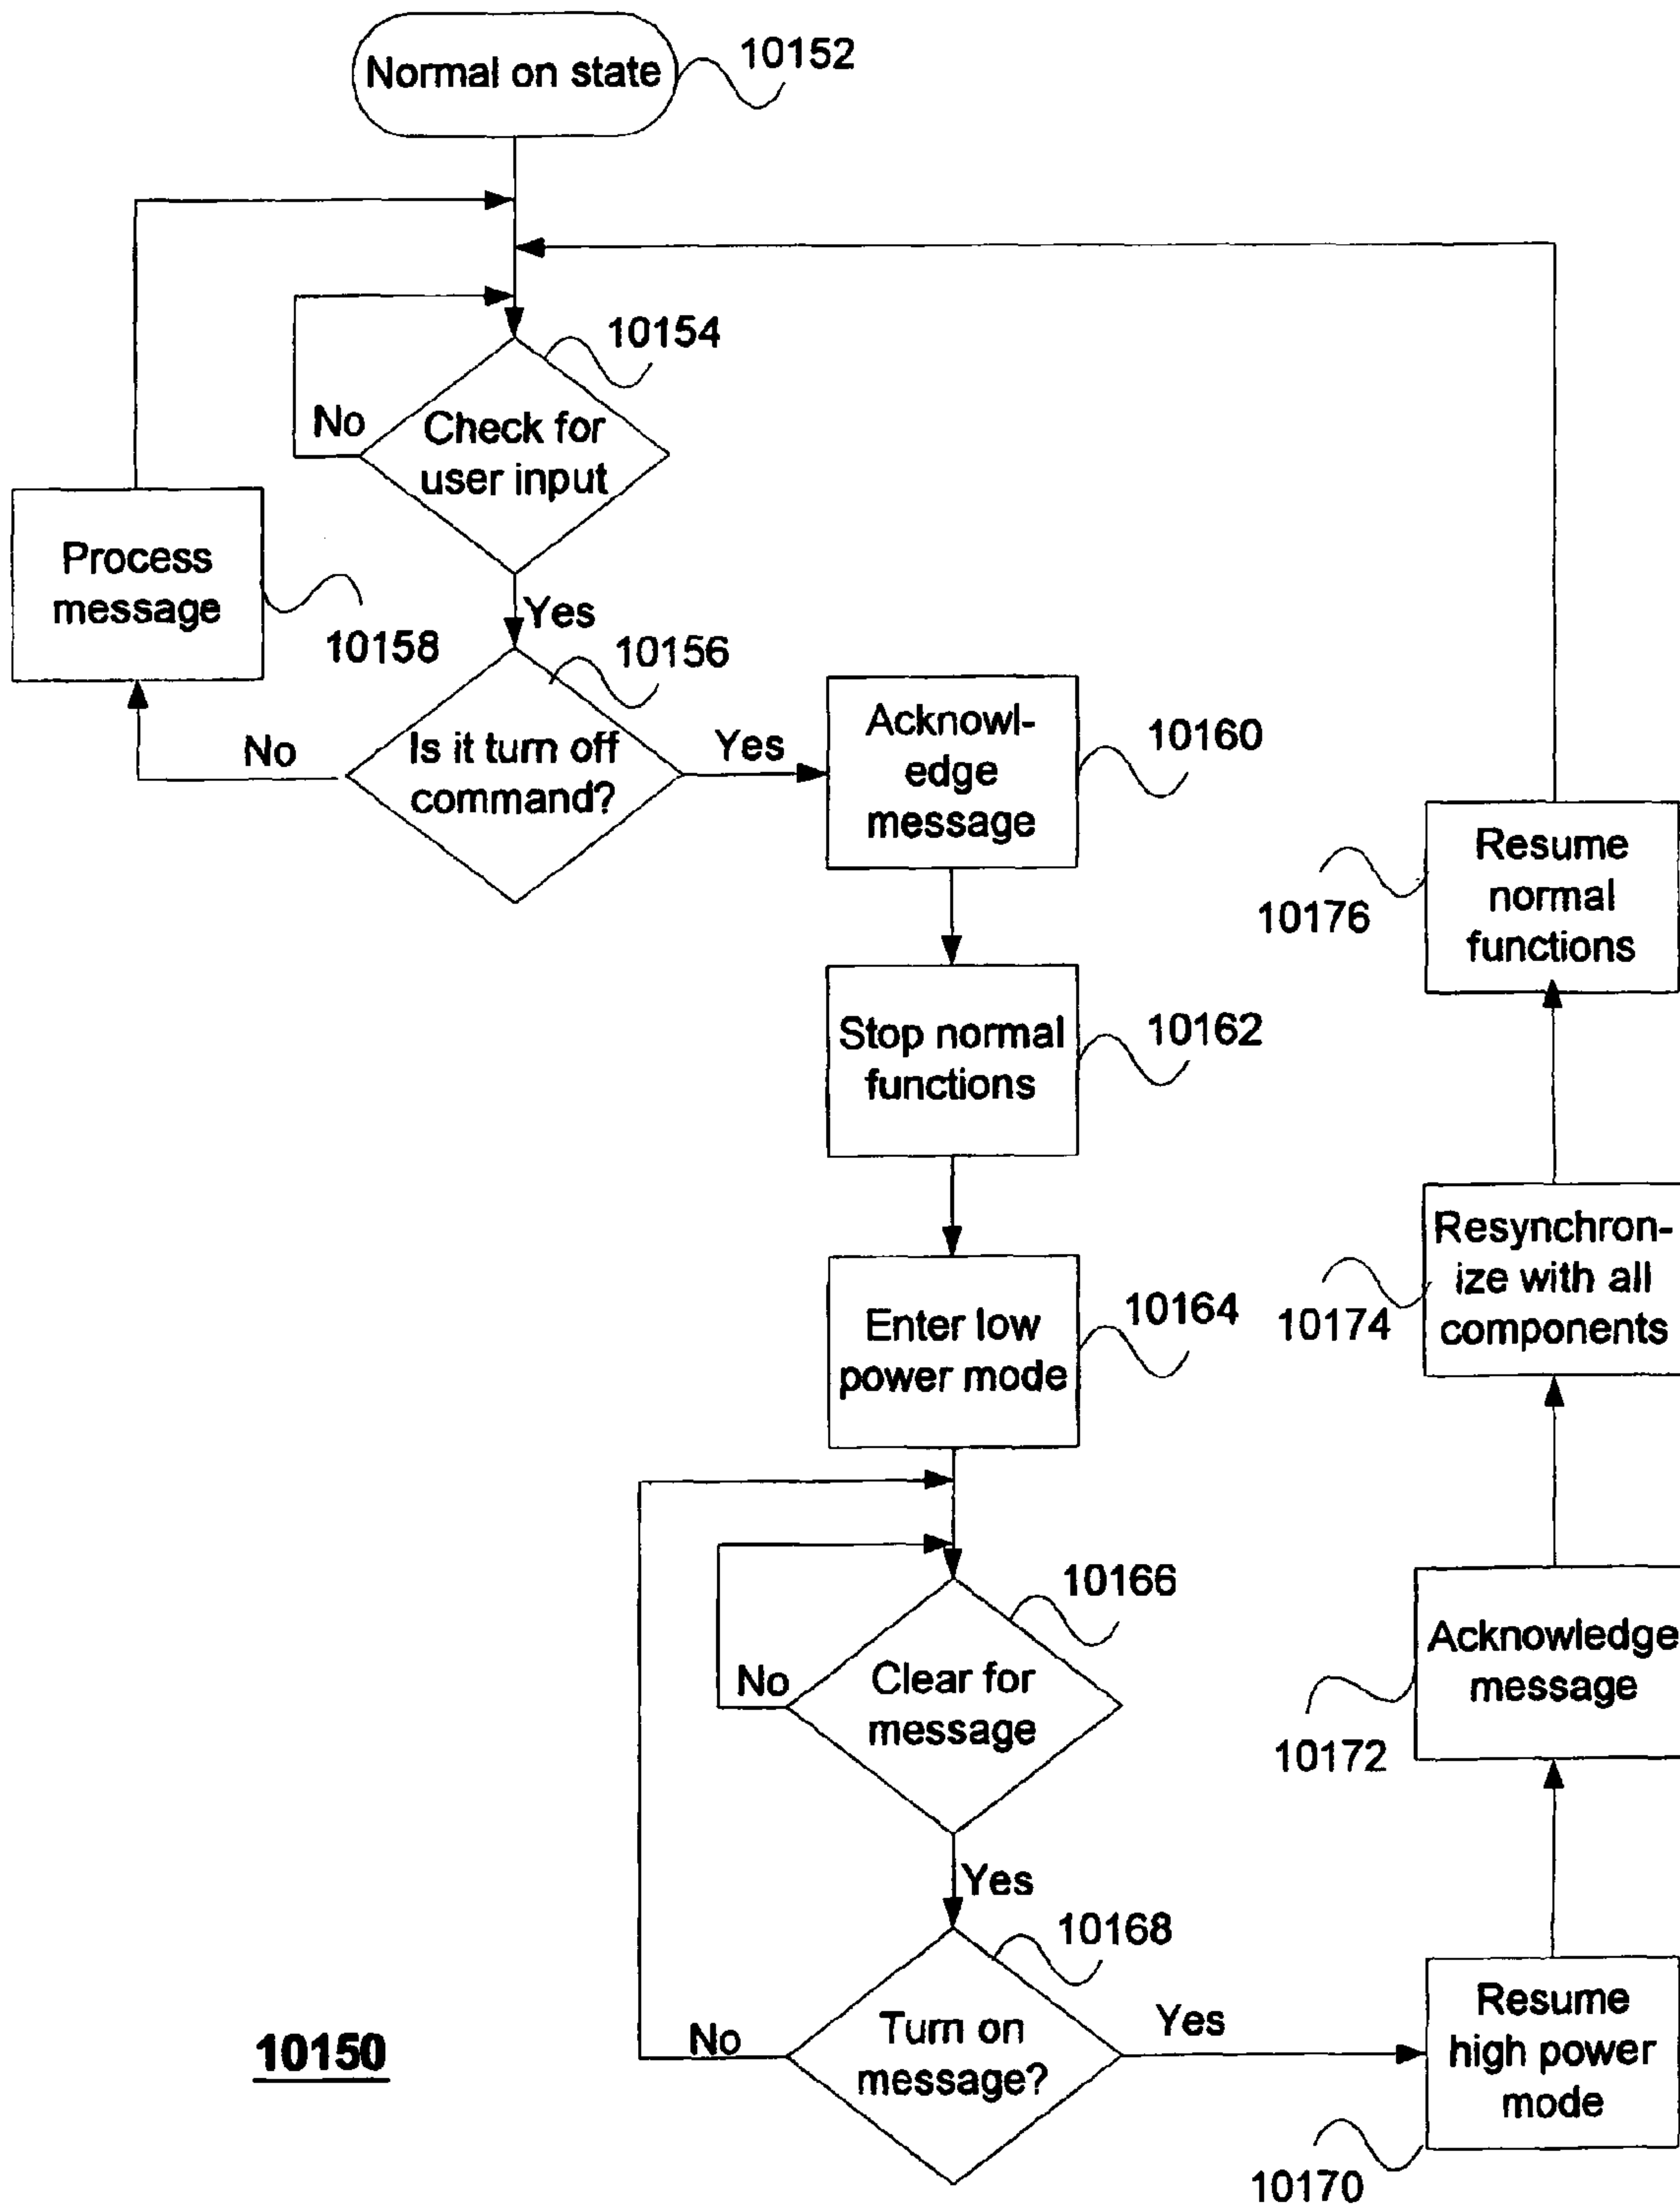 Normal on state
10152
10154
No
Check for
user input
Process
message
10158
Yes
10156
Is it turn off
command?
No
Yes
Acknowl-
edge
message
10160
Stop normal
functions
10162
Enter low
power mode
10164
10166
Clear for
message
No
Yes
10168
Turn on
message?
No
Yes
Resume
high power
mode
10170
Acknowledge
message
10172
Resynchron-
ize with all
components
10174
Resume
normal
functions
10176
10150